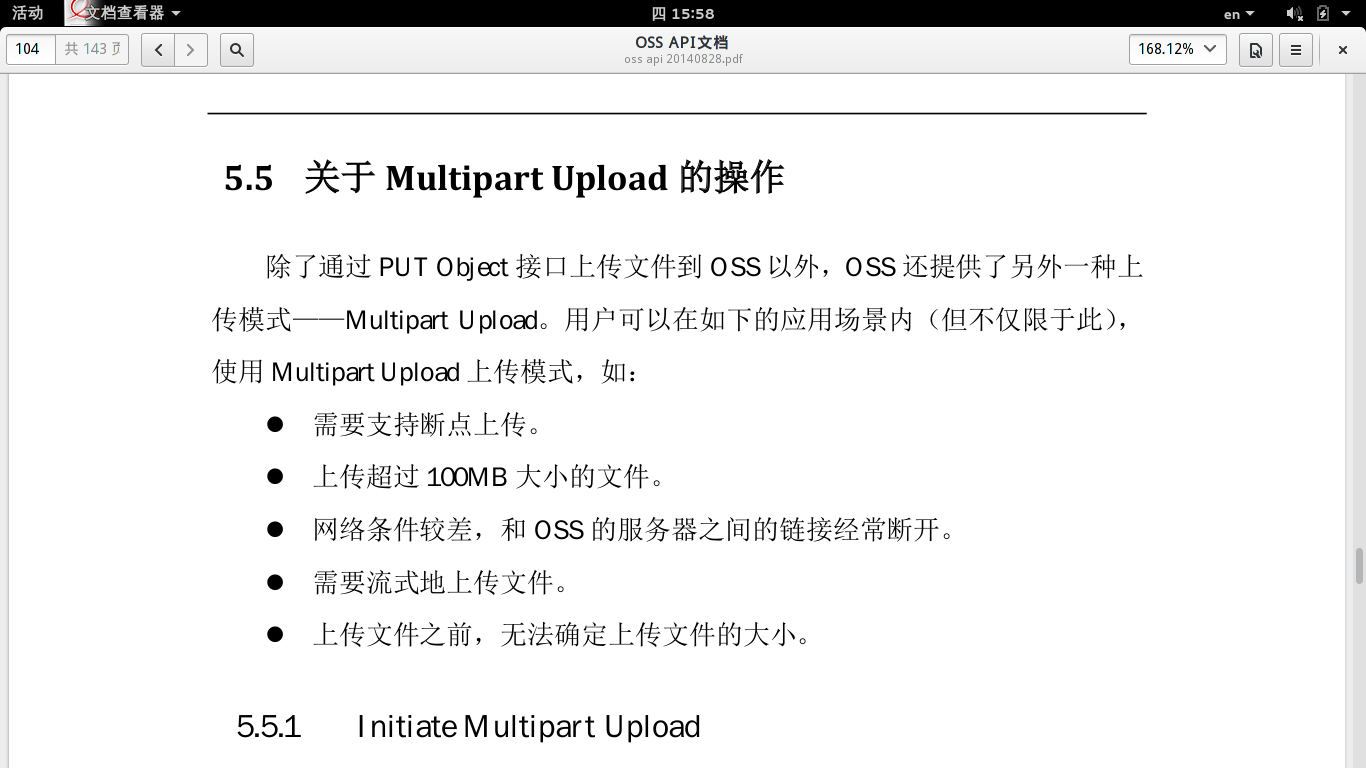 活动 文档查看器 四 15:58 en
104 共 143 OSS API文档 168.12%
oss api 20140828.pdf
5.5 关于 Multipart Upload 的操作
除了通过 PUT Object 接口上传文件到 OSS 以外，OSS 还提供了另外一种上
传模式——Multipart Upload。用户可以在如下的应用场景内（但不仅限于此），
使用 Multipart Upload 上传模式，如：
● 需要支持断点上传。
● 上传超过 100MB 大小的文件。
● 网络条件较差，和 OSS 的服务器之间的链接经常断开。
● 需要流式地上传文件。
● 上传文件之前，无法确定上传文件的大小。
5.5.1 Initiate Multipart Upload